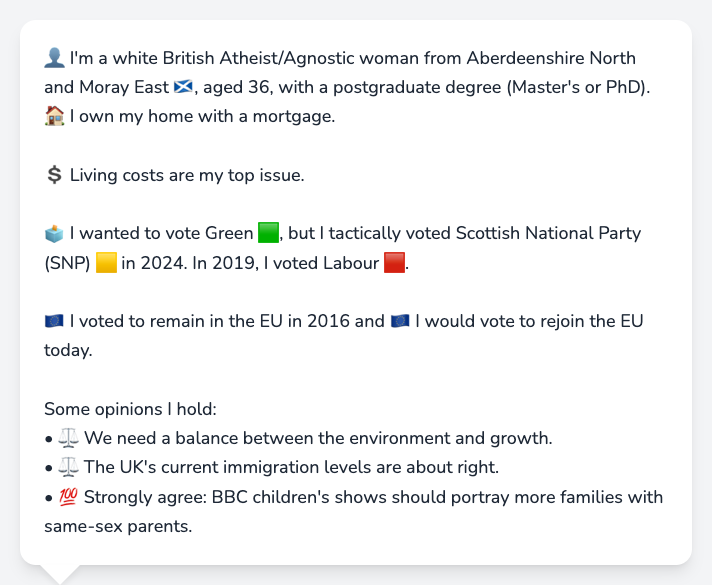 👤 I'm a white British Atheist/Agnostic woman from Aberdeenshire North
and Moray East 🏴󠁧󠁢󠁳󠁣󠁴󠁿, aged 36, with a postgraduate degree (Master's or PhD).
🏠 I own my home with a mortgage.
💲 Living costs are my top issue.
🗳️ I wanted to vote Green 🟩, but I tactically voted Scottish National Party
(SNP) 🟨 in 2024. In 2019, I voted Labour 🟥.
🇪🇺 I voted to remain in the EU in 2016 and 🇪🇺 I would vote to rejoin the EU
today.
Some opinions I hold:
• ⚖️ We need a balance between the environment and growth.
• ⚖️ The UK's current immigration levels are about right.
• 💯 Strongly agree: BBC children's shows should portray more families with
same-sex parents.